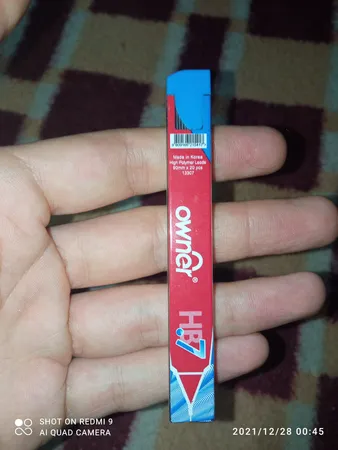 Made in Korea
High Polymer Leads
60mm x 20 pcs
owner®
HB.7
SHOT ON REDMI 9
AI QUAD CAMERA
2021/12/28 00:45